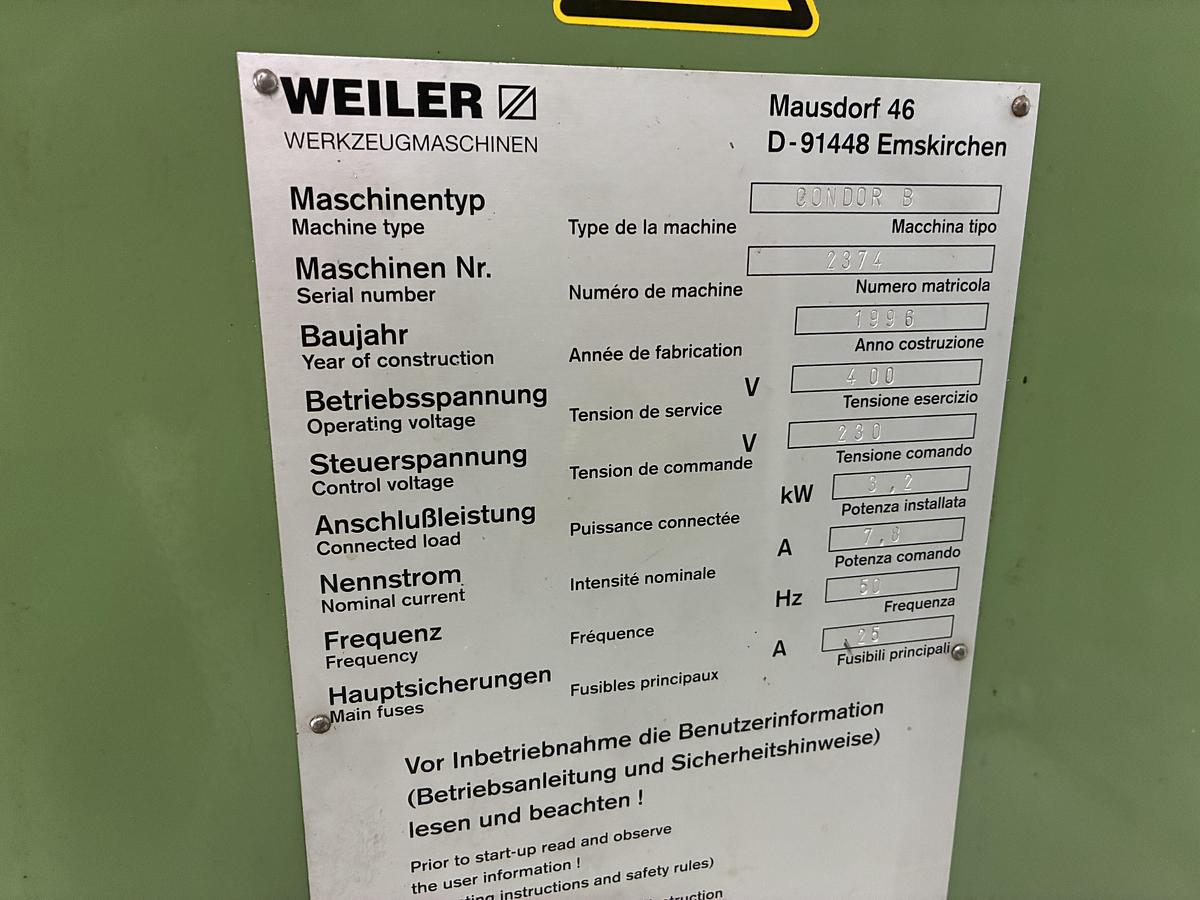 WEILER
WERKZEUGMASCHINEN
Mausdorf 46
D-91448 Emskirchen
Maschinentyp
Machine type Type de la machine Macchina tipo
CONDOR B
Maschinen Nr.
Serial number Numéro de machine Numero matricola
2374
Baujahr
Year of construction Année de fabrication Anno costruzione
1996
Betriebsspannung V 400
Operating voltage Tension de service Tensione esercizio
Steuerspannung V 230
Control voltage Tension de commande Tensione comando
Anschlußleistung kW 3,2
Connected load Puissance connectée Potenza installata
Nennstrom A 7,8
Nominal current Intensité nominale Potenza comando
Frequenz Hz 50
Frequency Fréquence Frequenza
Hauptsicherungen A 25
Main fuses Fusibles principaux Fusibili principali
Vor Inbetriebnahme die Benutzerinformation
(Betriebsanleitung und Sicherheitshinweise)
lesen und beachten !
Prior to start-up read and observe
the user information !
instructions and safety rules)